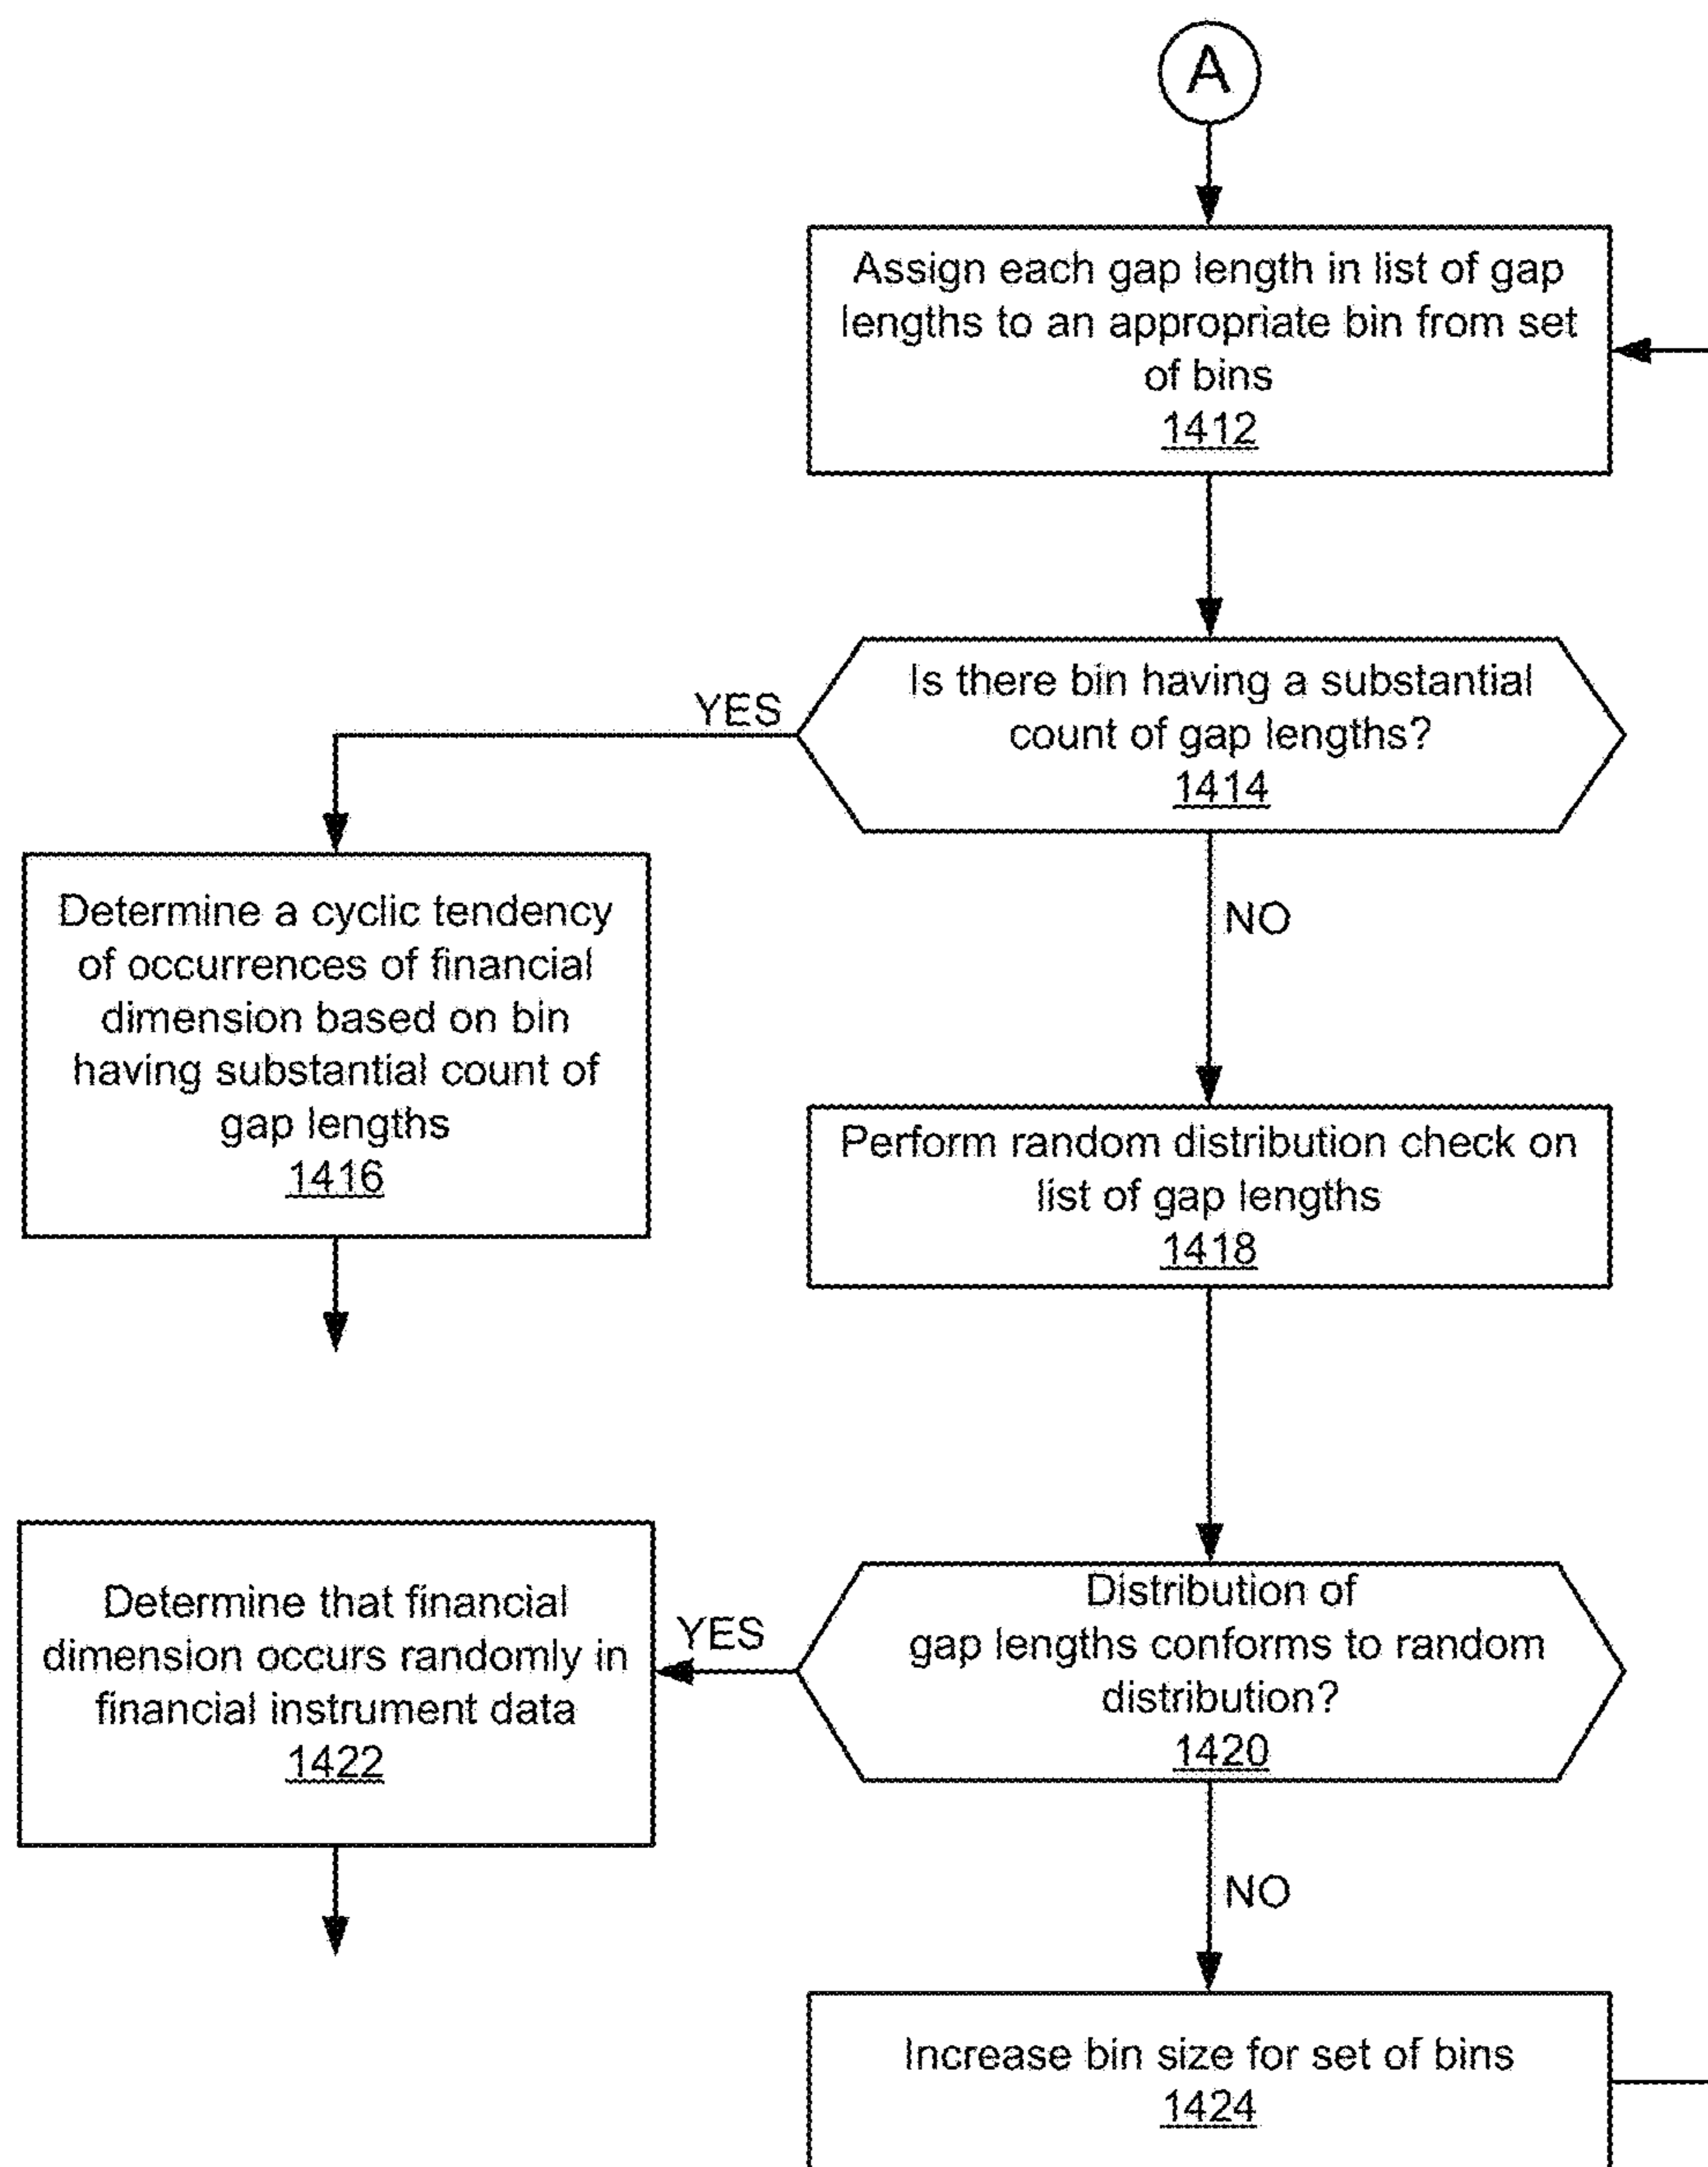 A
Assign each gap length in list of gap
lengths to an appropriate bin from set
of bins
1412
Is there bin having a substantial
count of gap lengths?
1414
YES
Determine a cyclic tendency
of occurrences of financial
dimension based on bin
having substantial count of
gap lengths
1416
NO
Perform random distribution check on
list of gap lengths
1418
Distribution of
gap lengths conforms to random
distribution?
1420
YES
Determine that financial
dimension occurs randomly in
financial instrument data
1422
NO
Increase bin size for set of bins
1424